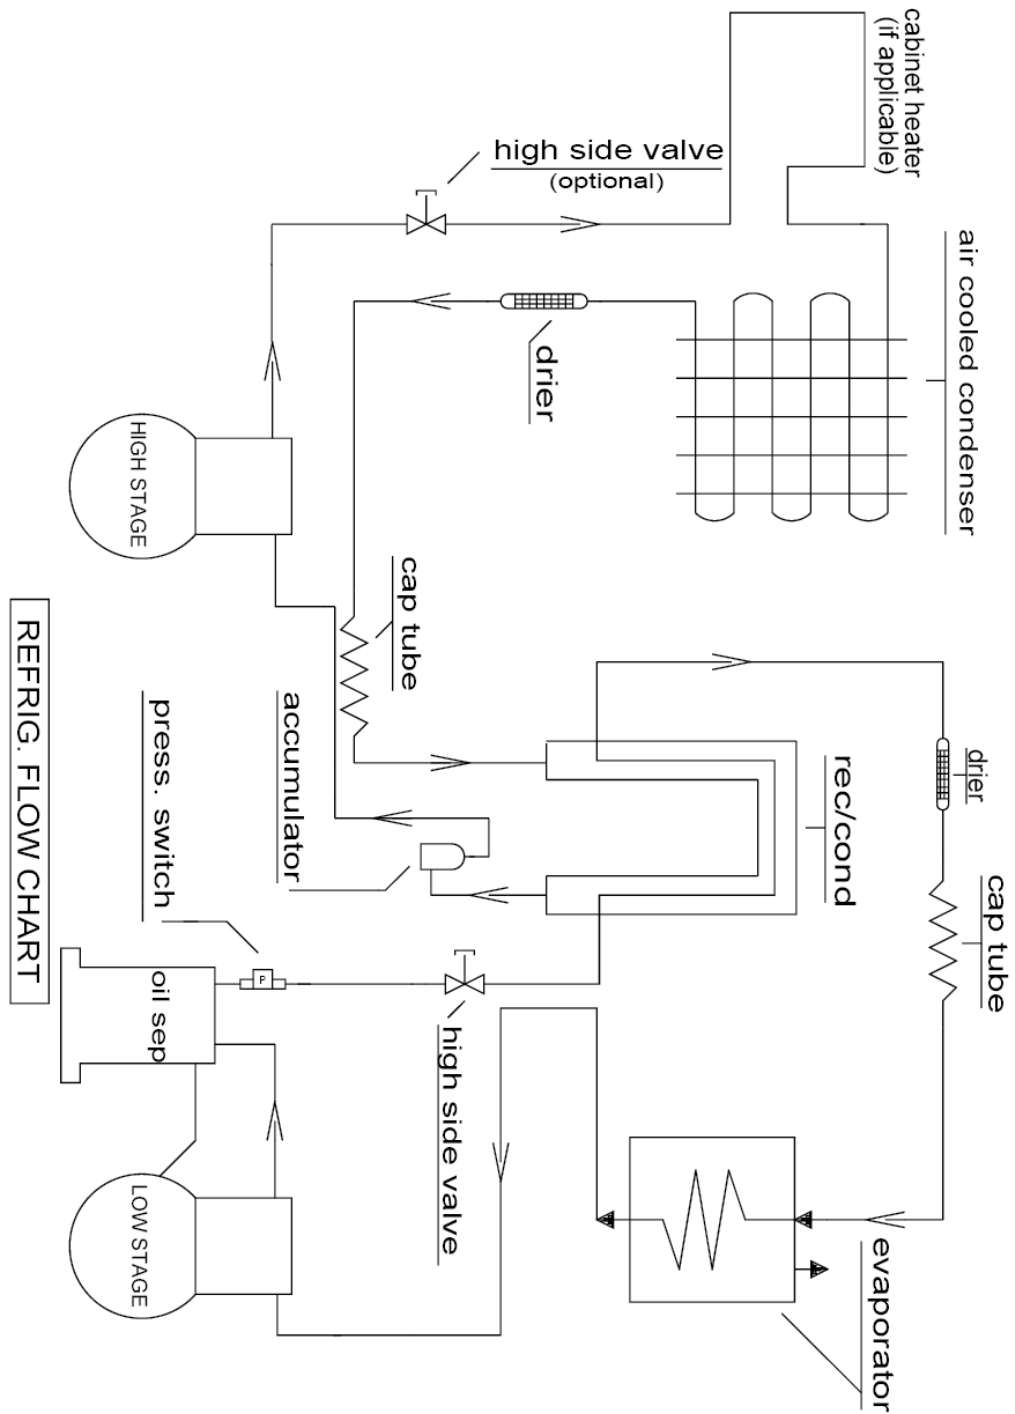 cabinet heater
(if applicable)
high side valve
(optional)
air cooled condenser
drier
HIGH STAGE
cap tube
accumulator
press. switch
REFRIG. FLOW CHART
rec/cond
drier
cap tube
P
oil sep
high side valve
LOW STAGE
evaporator